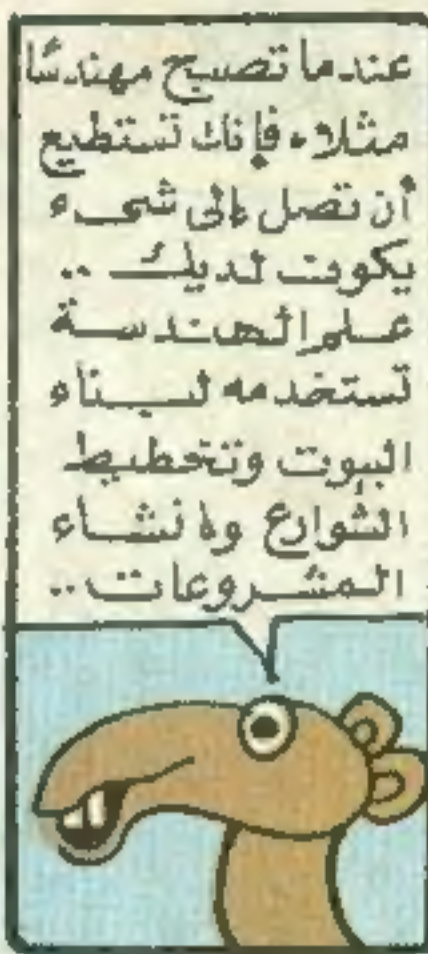 عندما تصبح مهندسًا
مثلاً، فإنك تستطيع
أن تصل إلى شيء
يكون لديك ..
علم الهندسة
تستخدمه لبناء
البيوت وتخطيط
الشوارع وإنشاء
المشروعات ..